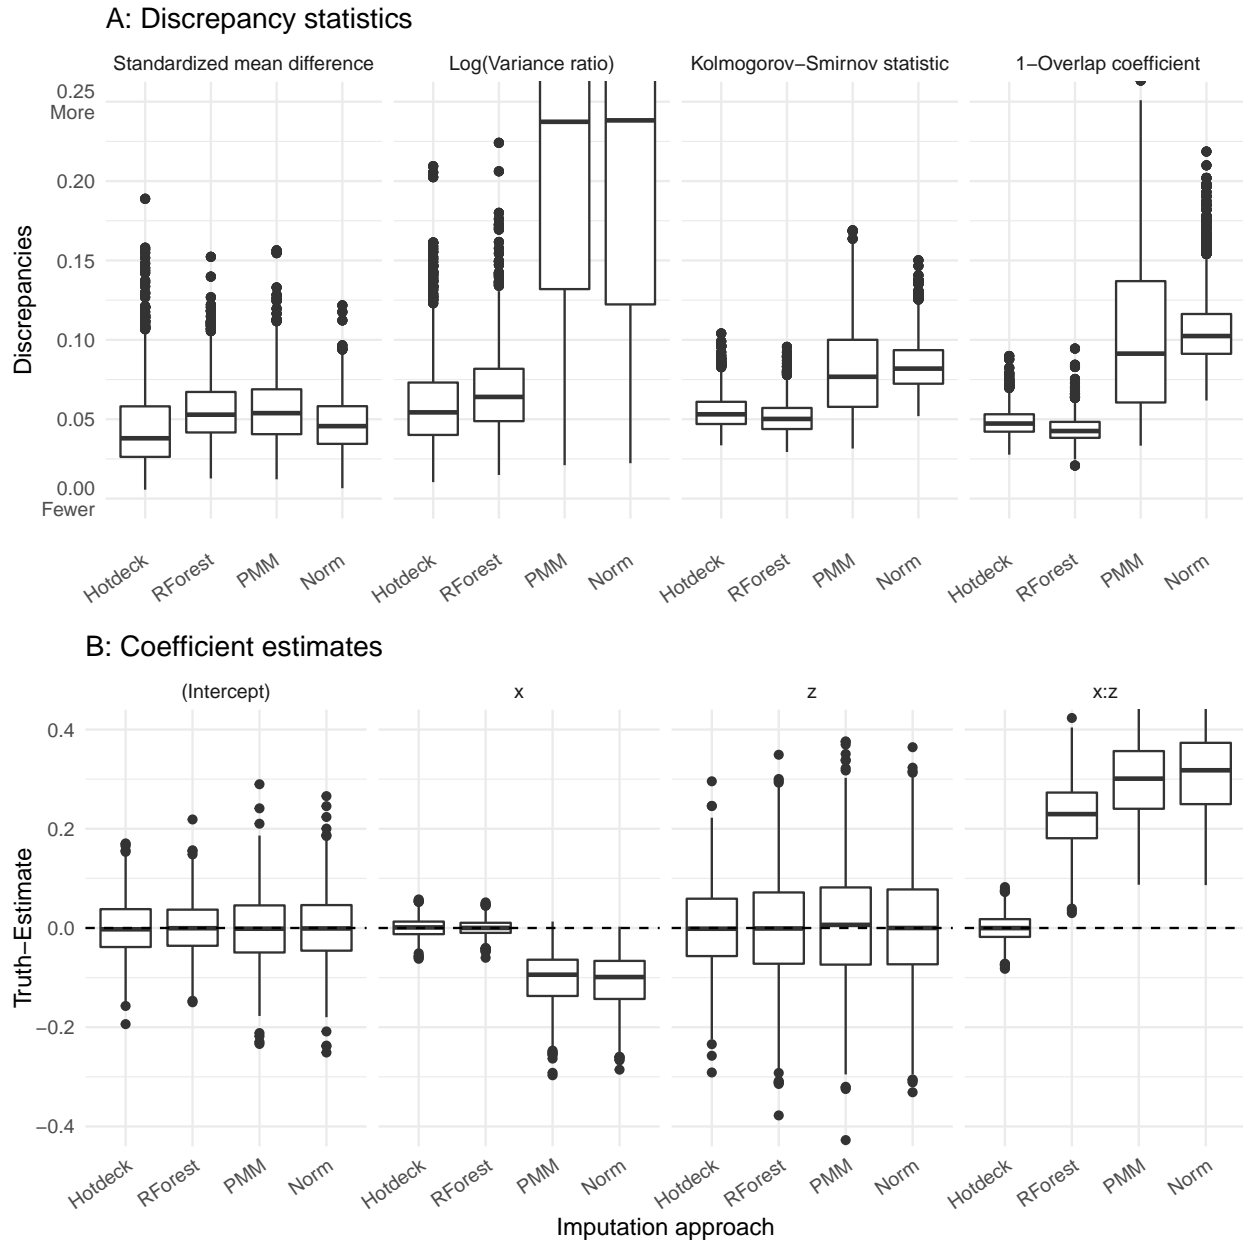 A: Discrepancy statistics
Standardized mean difference
Log(Variance ratio)
Kolmogorov−Smirnov statistic
1−Overlap coefficient
Discrepancies
0.25
More
0.20
0.15
0.10
0.05
0.00
Fewer
Hotdeck
RForest
PMM
Norm
Hotdeck
RForest
PMM
Norm
Hotdeck
RForest
PMM
Norm
Hotdeck
RForest
PMM
Norm
B: Coefficient estimates
(Intercept)
x
z
x:z
Truth−Estimate
0.4
0.2
0.0
−0.2
−0.4
Hotdeck
RForest
PMM
Norm
Hotdeck
RForest
PMM
Norm
Hotdeck
RForest
PMM
Norm
Hotdeck
RForest
PMM
Norm
Imputation approach